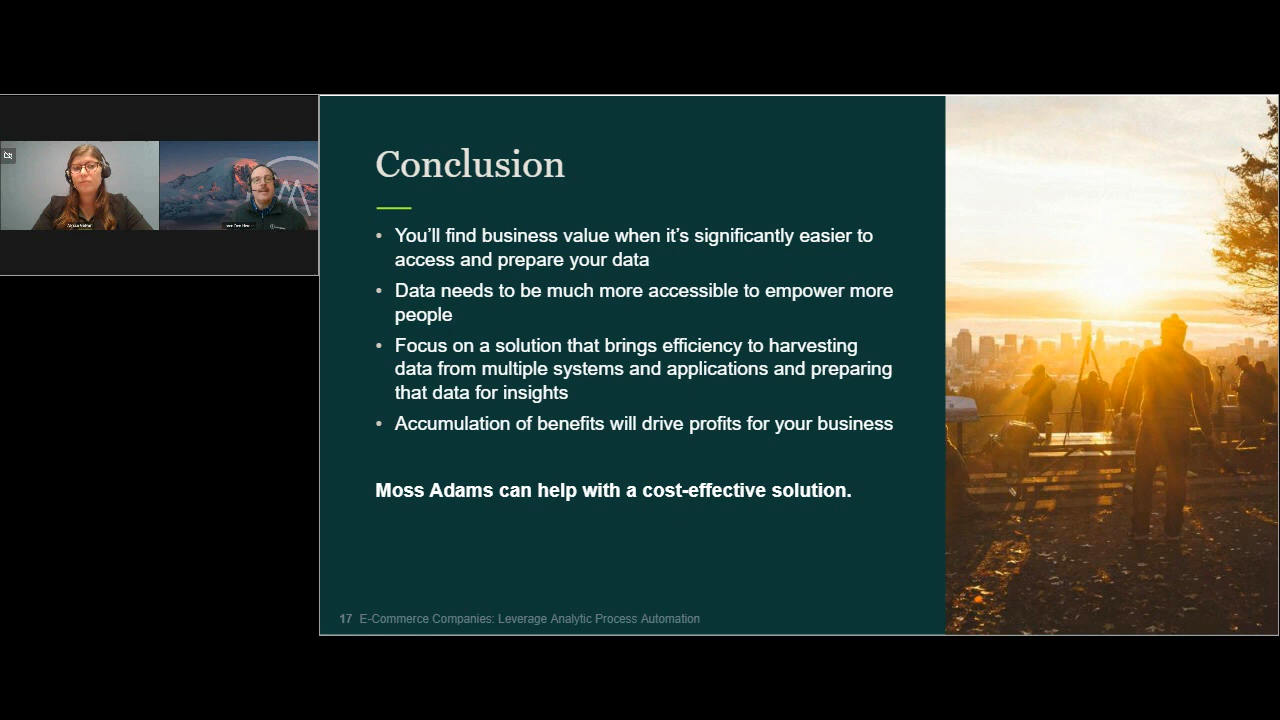 Conclusion
• You’ll find business value when it’s significantly easier to
access and prepare your data
• Data needs to be much more accessible to empower more
people
• Focus on a solution that brings efficiency to harvesting
data from multiple systems and applications and preparing
that data for insights
• Accumulation of benefits will drive profits for your business
Moss Adams can help with a cost-effective solution.
17 E-Commerce Companies: Leverage Analytic Process Automation